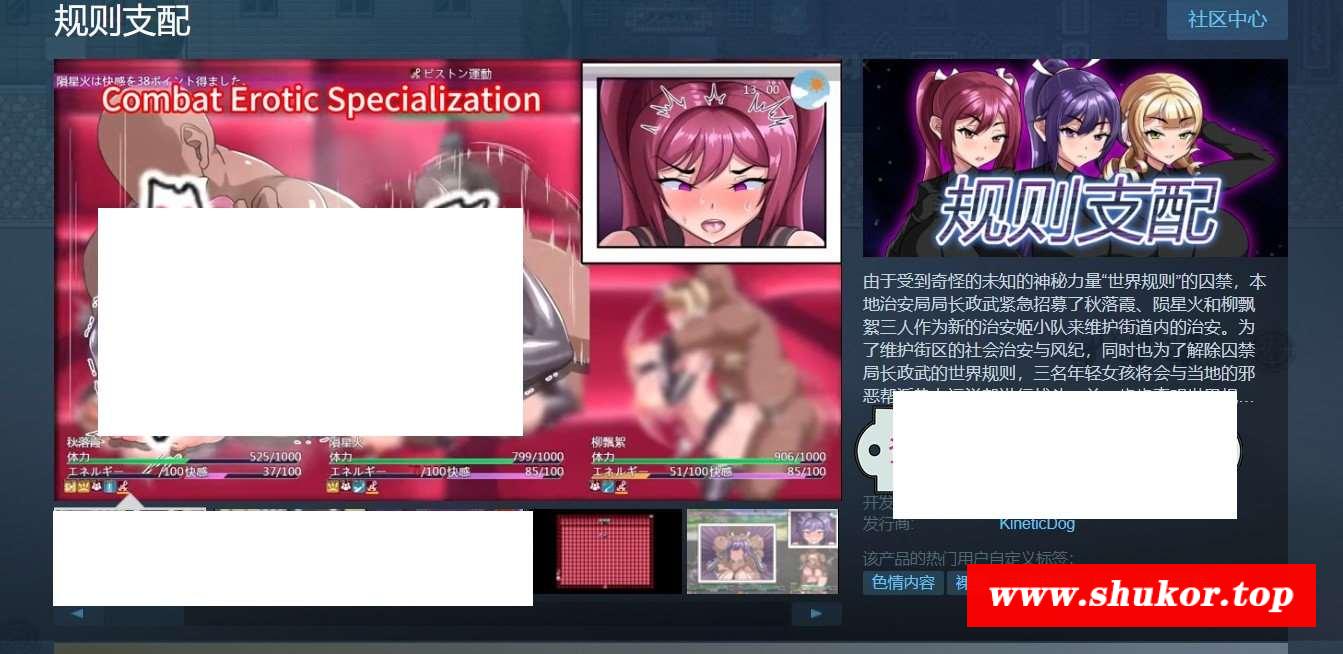 规则支配
社区中心
隕星火は快感を38ポイント得ました。
ピストン運動
Combat Erotic Specialization
13 00
规则支配
由于受到奇怪的未知的神秘力量“世界规则”的囚禁，本
地治安局局长政武紧急招募了秋落霞、陨星火和柳飘
絮三人作为新的治安姬小队来维护街道内的治安。为
了维护街区的社会治安与风纪，同时也为了解除囚禁
局长政武的世界规则，三名年轻女孩将会与当地的邪
秋落霞
体力 525/1000
エネルギー /100 快感 37/100
隕星火
体力 799/1000
エネルギー /100 快感 85/100
柳飄絮
体力 906/1000
エネルギー 51/100 快感 85/100
开发
发行商: KineticDog
该产品的热门用户自定义标签:
色情内容
www.shukor.top